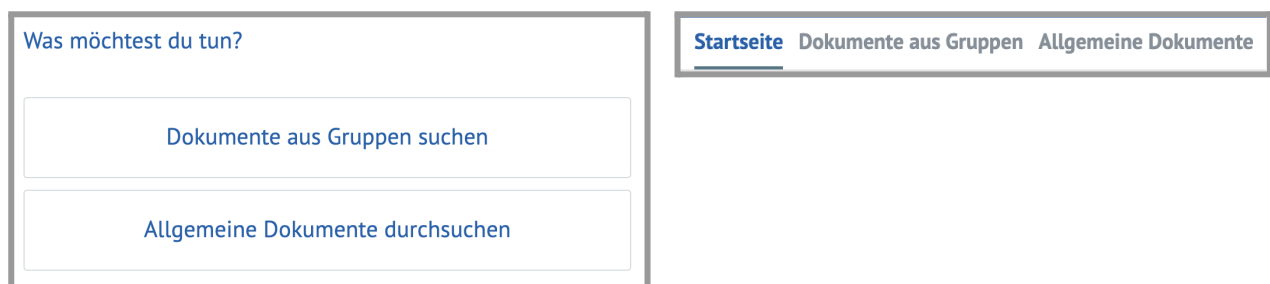 Was möchtest du tun?
Dokumente aus Gruppen suchen
Allgemeine Dokumente durchsuchen
Startseite Dokumente aus Gruppen Allgemeine Dokumente